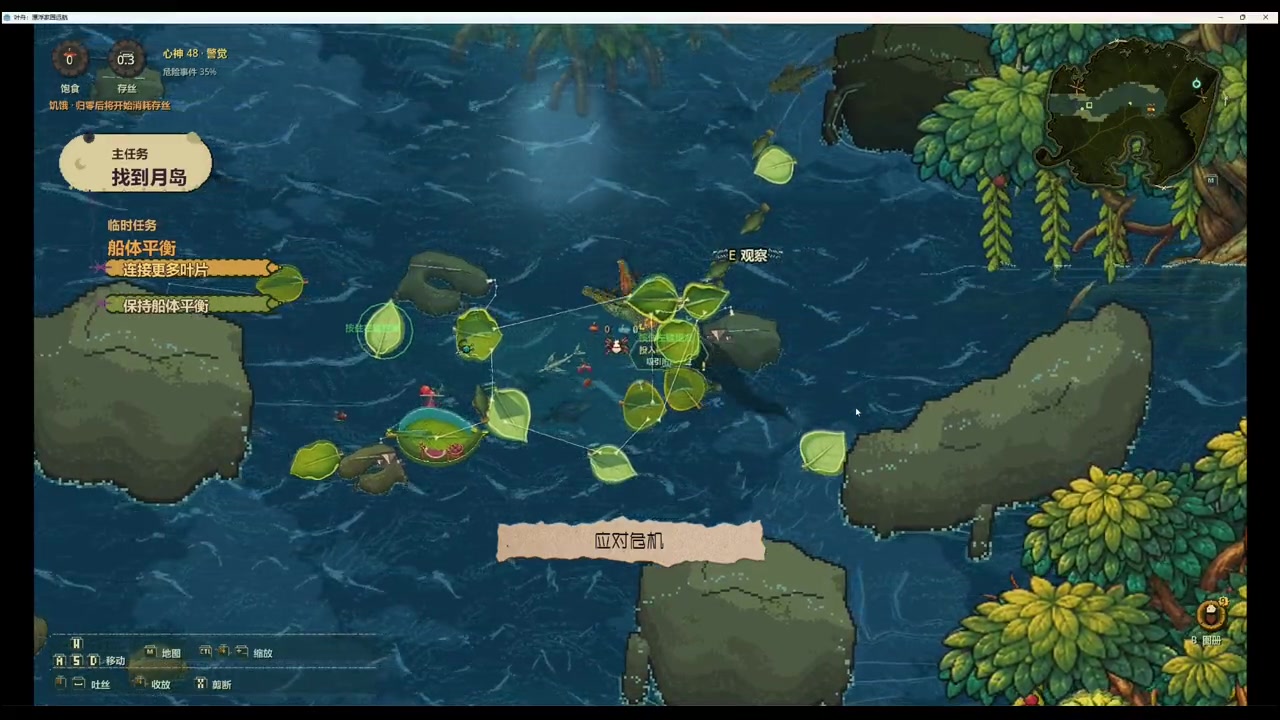 叶舟：漂浮家园远航
0
0.3
心神 48 · 警觉
危险事件 35%
饱食
存丝
饥饿 · 归零后将开始消耗存丝
主任务
找到月岛
临时任务
船体平衡
连接更多叶片
保持船体平衡
E 观察
0
0
M
应对危机
9
B 图册
W
A S D 移动
M 地图
缩放
吐丝
收放
X 剪断